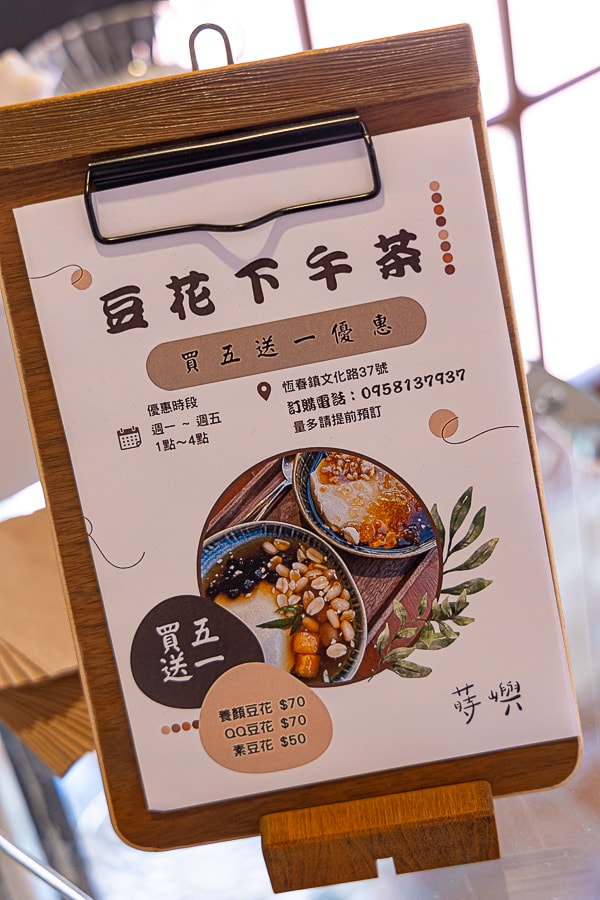 豆花下午茶
買五送一優惠
優惠時段
週一 ~ 週五
1點～4點
恆春鎮文化路37號
訂購電話：0958137937
量多請提前預訂
買五
送一
養顏豆花 $70
QQ豆花 $70
素豆花 $50
蒔嶼